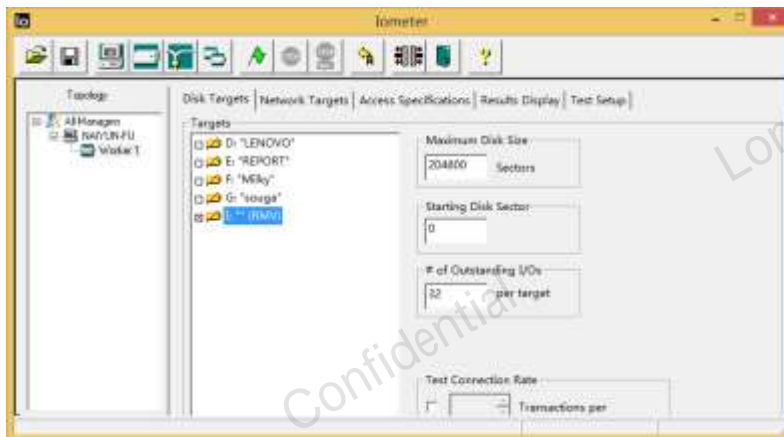 Io
Iometer
Topology
All Managers
NAIYUN-FU
Worker 1
Disk Targets
Network Targets
Access Specifications
Results Display
Test Setup
Targets
D: "LENOVO"
E: "REPORT"
F: "Milky"
G: "souga"
I: "" (RMV)
Maximum Disk Size
204800 Sectors
Starting Disk Sector
0
# of Outstanding I/Os
32 per target
Test Connection Rate
Transactions per
Confidential
Lon